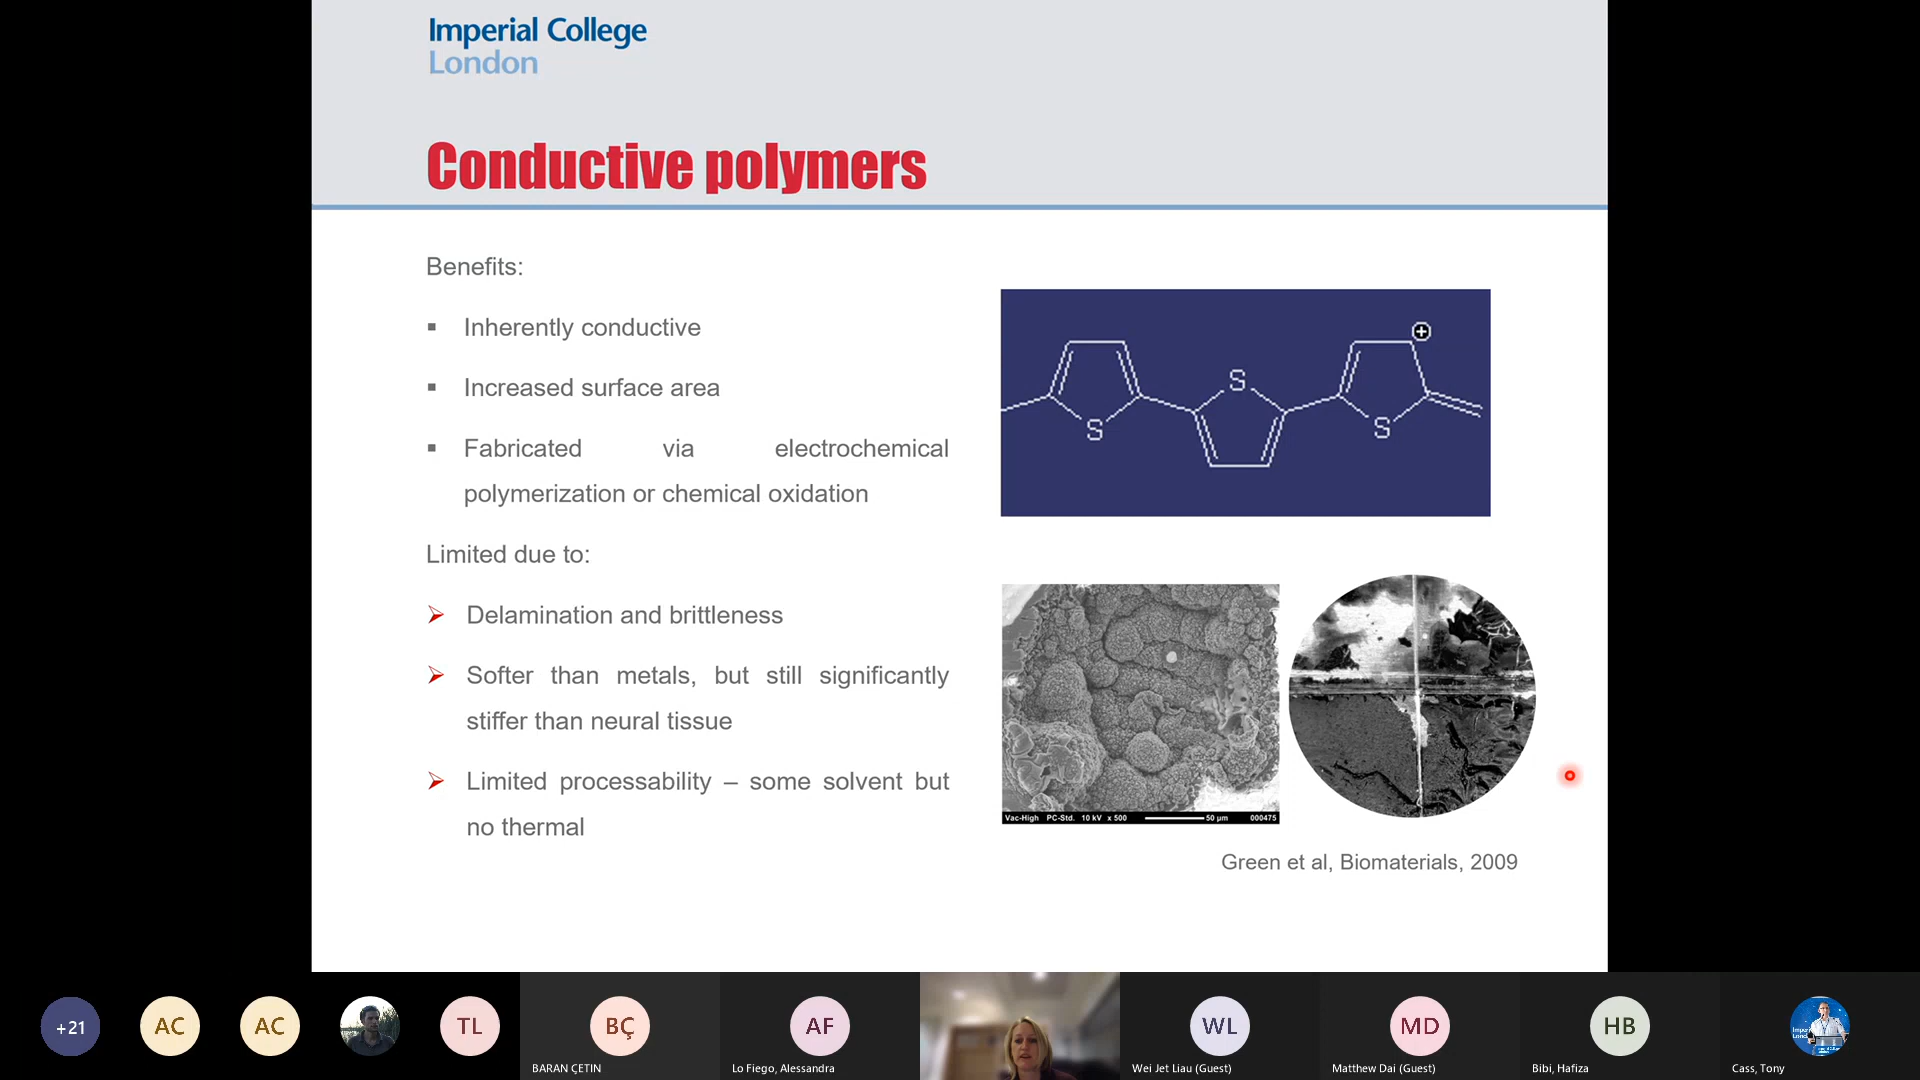 Imperial College
London
Conductive polymers
Benefits:
▪ Inherently conductive
▪ Increased surface area
▪ Fabricated via electrochemical
polymerization or chemical oxidation
Limited due to:
➢ Delamination and brittleness
➢ Softer than metals, but still significantly
stiffer than neural tissue
➢ Limited processability – some solvent but
no thermal
S
S
S
+
Vac-High PC-Std. 10 kV x 500 50 μm 000475
Green et al, Biomaterials, 2009
+21
AC
AC
TL
BÇ
AF
WL
MD
HB
BARAN ÇETIN
Lo Fiego, Alessandra
Wei Jet Liau (Guest)
Matthew Dai (Guest)
Bibi, Hafiza
Cass, Tony